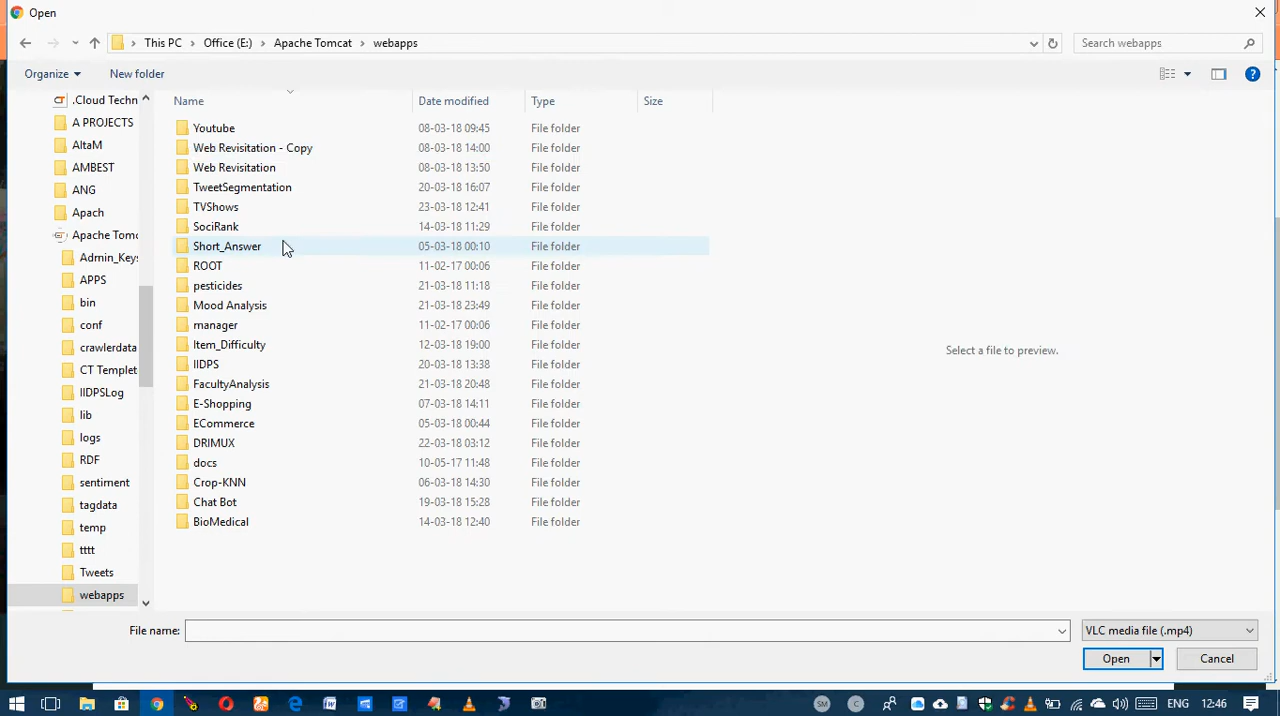 Open
This PC Office (E:) Apache Tomcat webapps
Search webapps
Organize New folder
Name Date modified Type Size
.Cloud Techn
A PROJECTS
AltaM
AMBEST
ANG
Apach
Apache Tomc
Admin_Keys
APPS
bin
conf
crawlerdata
CT Templet
IIDPSLog
lib
logs
RDF
sentiment
tagdata
temp
tttt
Tweets
webapps
Youtube 08-03-18 09:45 File folder
Web Revisitation - Copy 08-03-18 14:00 File folder
Web Revisitation 08-03-18 13:50 File folder
TweetSegmentation 20-03-18 16:07 File folder
TVShows 23-03-18 12:41 File folder
SociRank 14-03-18 11:29 File folder
Short_Answer 05-03-18 00:10 File folder
ROOT 11-02-17 00:06 File folder
pesticides 21-03-18 11:18 File folder
Mood Analysis 21-03-18 23:49 File folder
manager 11-02-17 00:06 File folder
Item_Difficulty 12-03-18 19:00 File folder
IIDPS 20-03-18 13:38 File folder
FacultyAnalysis 21-03-18 20:48 File folder
E-Shopping 07-03-18 14:11 File folder
ECommerce 05-03-18 00:44 File folder
DRIMUX 22-03-18 03:12 File folder
docs 10-05-17 11:48 File folder
Crop-KNN 06-03-18 14:30 File folder
Chat Bot 19-03-18 15:28 File folder
BioMedical 14-03-18 12:40 File folder
Select a file to preview.
File name: VLC media file (.mp4)
Open Cancel
ENG 12:46